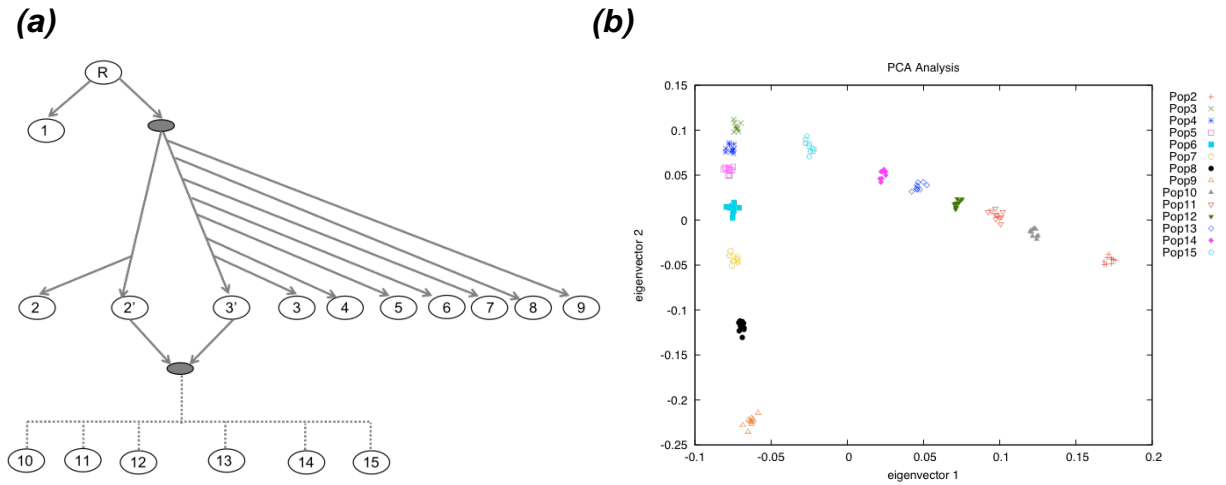 (a)
R
1
2
2'
3'
3
4
5
6
7
8
9
10
11
12
13
14
15
(b)
PCA Analysis
0.15
0.1
0.05
0
-0.05
-0.1
-0.15
-0.2
-0.25
eigenvector 2
-0.1
-0.05
0
0.05
0.1
0.15
0.2
eigenvector 1
Pop2
Pop3
Pop4
Pop5
Pop6
Pop7
Pop8
Pop9
Pop10
Pop11
Pop12
Pop13
Pop14
Pop15